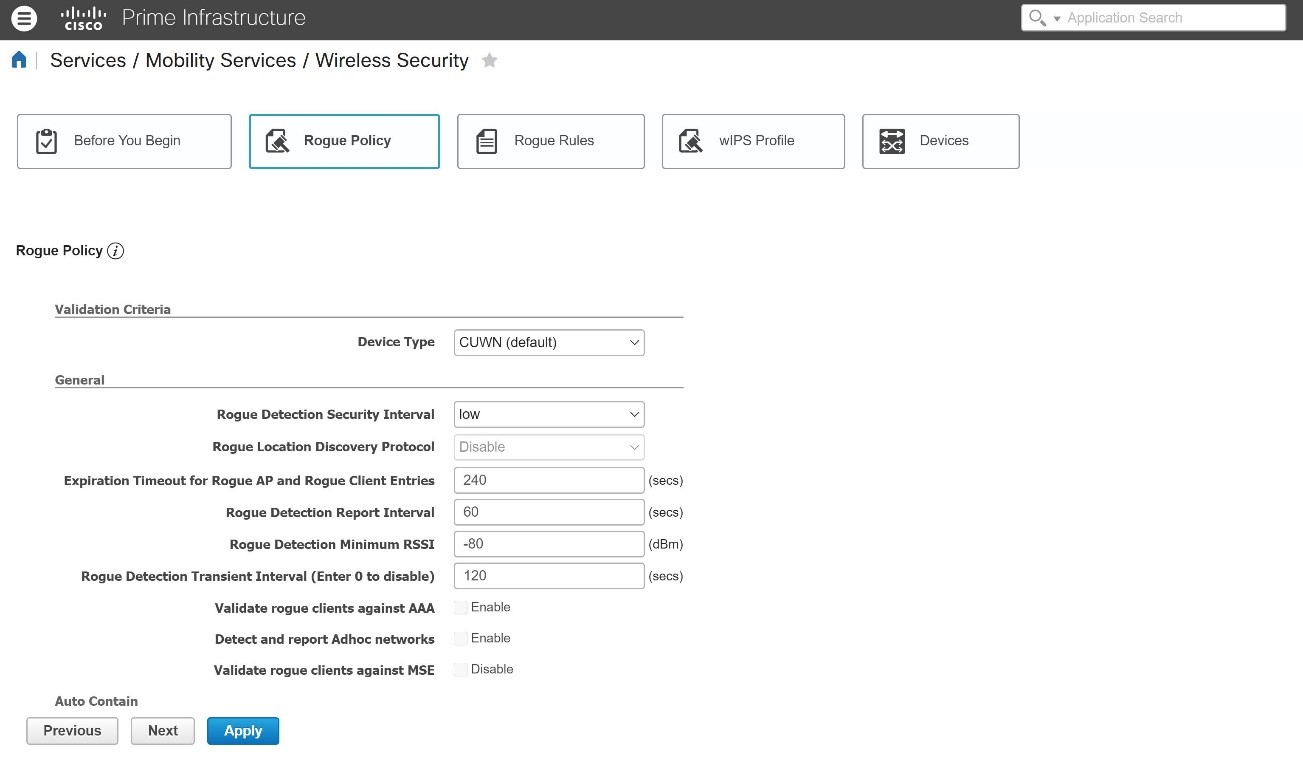 cisco Prime Infrastructure Application Search
Services / Mobility Services / Wireless Security
Before You Begin Rogue Policy Rogue Rules wIPS Profile Devices
Rogue Policy i
Validation Criteria
Device Type CUWN (default)
General
Rogue Detection Security Interval low
Rogue Location Discovery Protocol Disable
Expiration Timeout for Rogue AP and Rogue Client Entries 240 (secs)
Rogue Detection Report Interval 60 (secs)
Rogue Detection Minimum RSSI -80 (dBm)
Rogue Detection Transient Interval (Enter 0 to disable) 120 (secs)
Validate rogue clients against AAA Enable
Detect and report Adhoc networks Enable
Validate rogue clients against MSE Disable
Auto Contain
Previous Next Apply